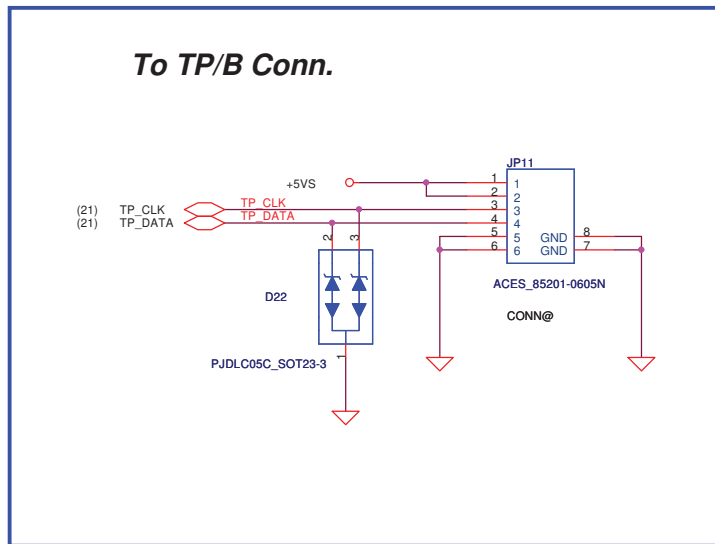 To TP/B Conn.
JP11
+5VS
1 1
2 2
(21) TP_CLK TP_CLK 3 3
(21) TP_DATA TP_DATA 4 4
2 3 5 5 GND 8
6 6 GND 7
D22
ACES_85201-0605N
CONN@
1
PJDLC05C_SOT23-3